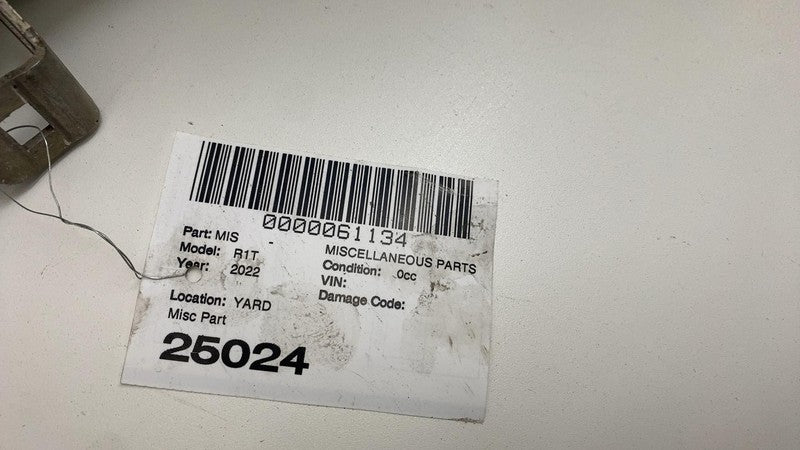 0000061134
Part: MIS MISCELLANEOUS PARTS
Model: R1T Condition: 0cc
Year: 2022 VIN:
Location: YARD Damage Code:
Misc Part
25024